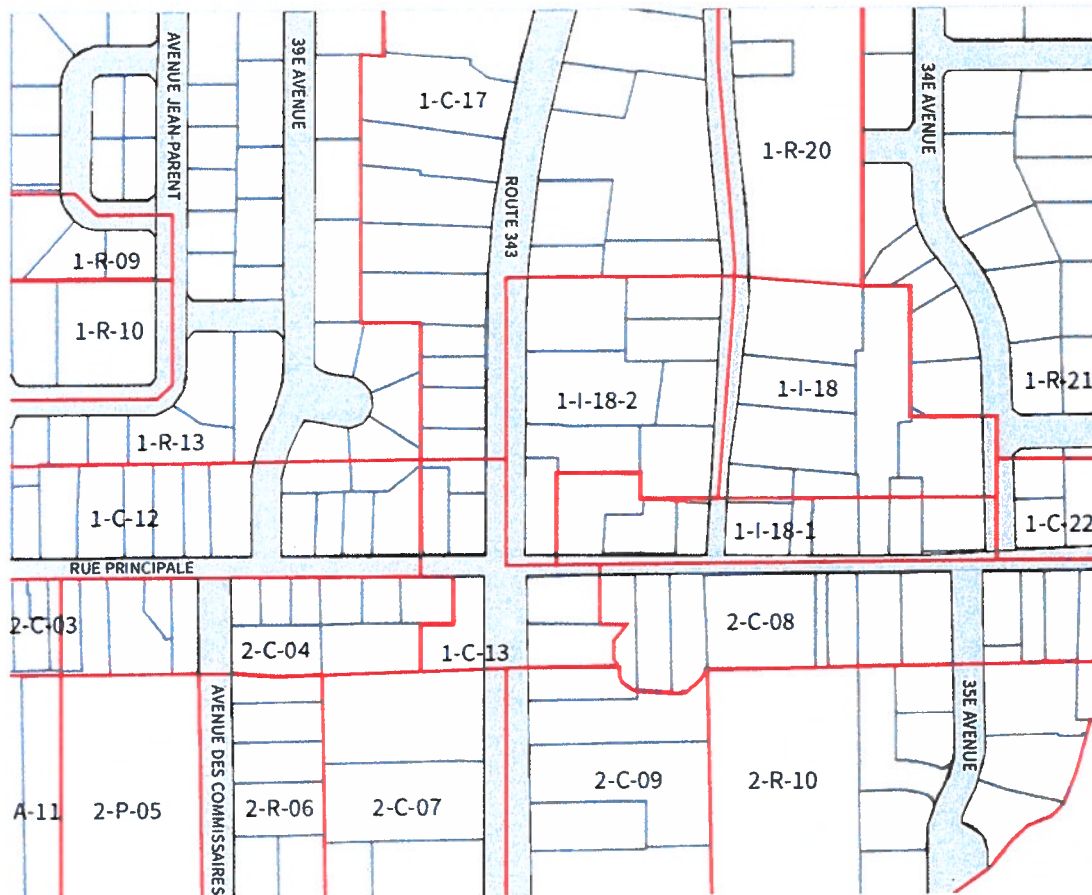 AVENUE JEAN-PARENT
39E AVENUE
1-C-17
ROUTE 343
1-R-20
34E AVENUE
1-R-09
1-R-10
1-I-18-2
1-I-18
1-R-21
1-R-13
1-C-12
1-I-18-1
1-C-22
RUE PRINCIPALE
2-C-03
2-C-04
1-C-13
2-C-08
AVENUE DES COMMISSAIRES
35E AVENUE
A-11
2-P-05
2-R-06
2-C-07
2-C-09
2-R-10